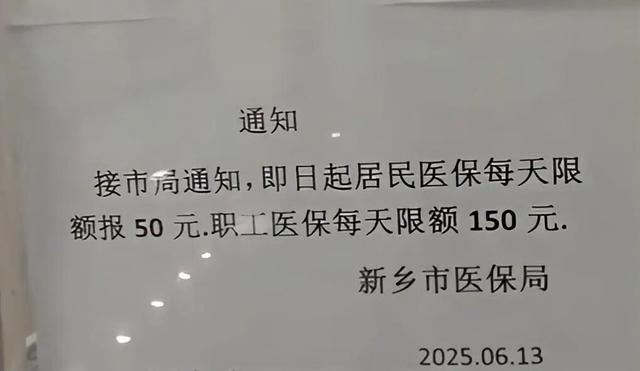 通知
接市局通知，即日起居民医保每天限
额报 50 元.职工医保每天限额 150 元.
新乡市医保局
2025.06.13